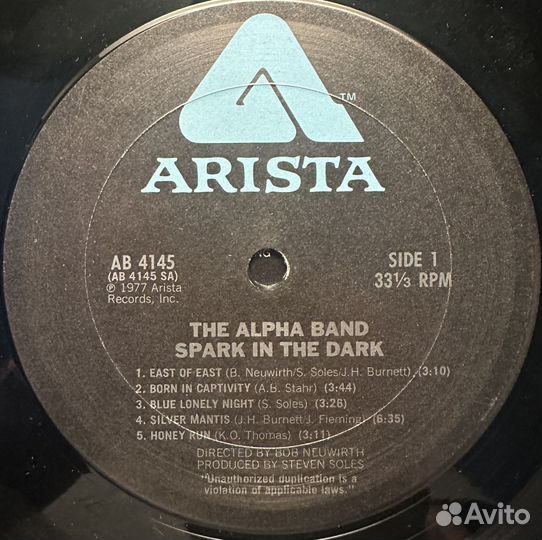 TM
ARISTA
AB 4145
(AB 4145 SA)
℗ 1977 Arista
Records, Inc.
SIDE 1
33⅓ RPM
THE ALPHA BAND
SPARK IN THE DARK
1. EAST OF EAST (B. Neuwirth/S. Soles/J.H. Burnett) (3:10)
2. BORN IN CAPTIVITY (A.B. Stahr) (3:44)
3. BLUE LONELY NIGHT (S. Soles) (3:26)
4. SILVER MANTIS (J.H. Burnett/J. Fleming) (6:35)
5. HONEY RUN (K.O. Thomas) (3:11)
DIRECTED BY BOB NEUWIRTH
PRODUCED BY STEVEN SOLES
"Unauthorized duplication is a
violation of applicable laws."
Avito